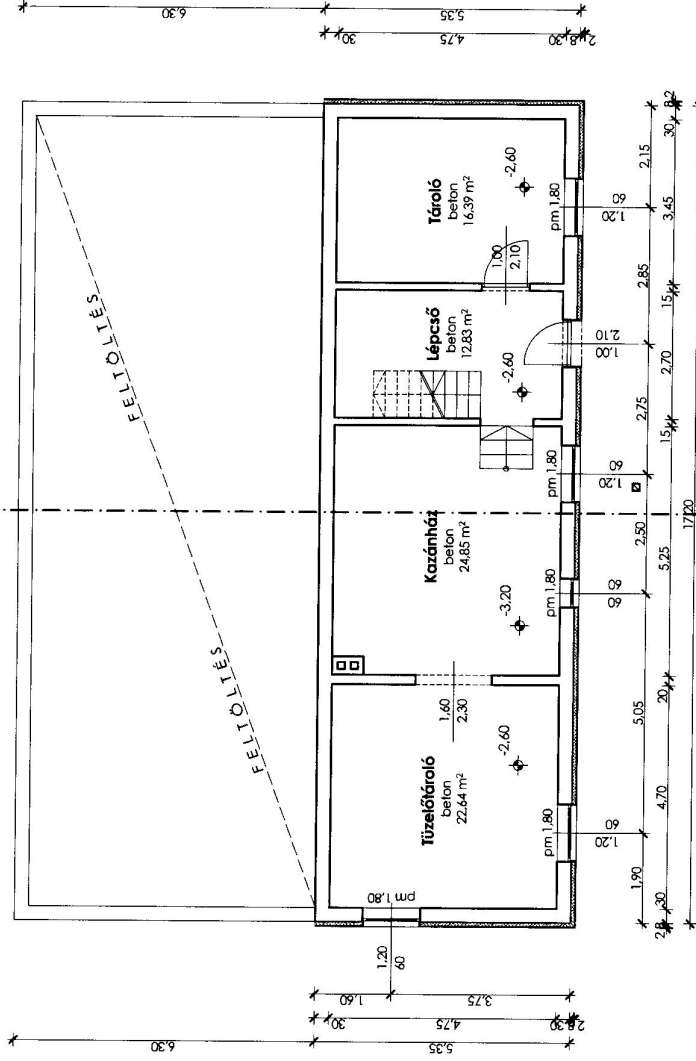 6,30
5,35
30
4,75
30
2 8
FELTÖLTÉS
FELTÖLTÉS
Tüzelőtároló
beton
22.64 m²
-2,60
pm 1,80
1,20
60
pm 1,80
1,20
60
1,60
2,30
Kazánház
beton
24,85 m²
-3,20
pm 1,80
60
60
pm 1,80
1,20
60
Lépcső
beton
12.83 m²
-2,60
1,00
2,10
1,00
2,10
Tároló
beton
16.39 m²
-2,60
pm 1,80
1,20
60
6,30
5,35
30
4,75
30
1,60
3,75
1,90
5,05
2,50
2,75
2,85
2,15
2 8
30
4,70
20
5,25
15
2,70
15
3,45
30
8 2
17,20